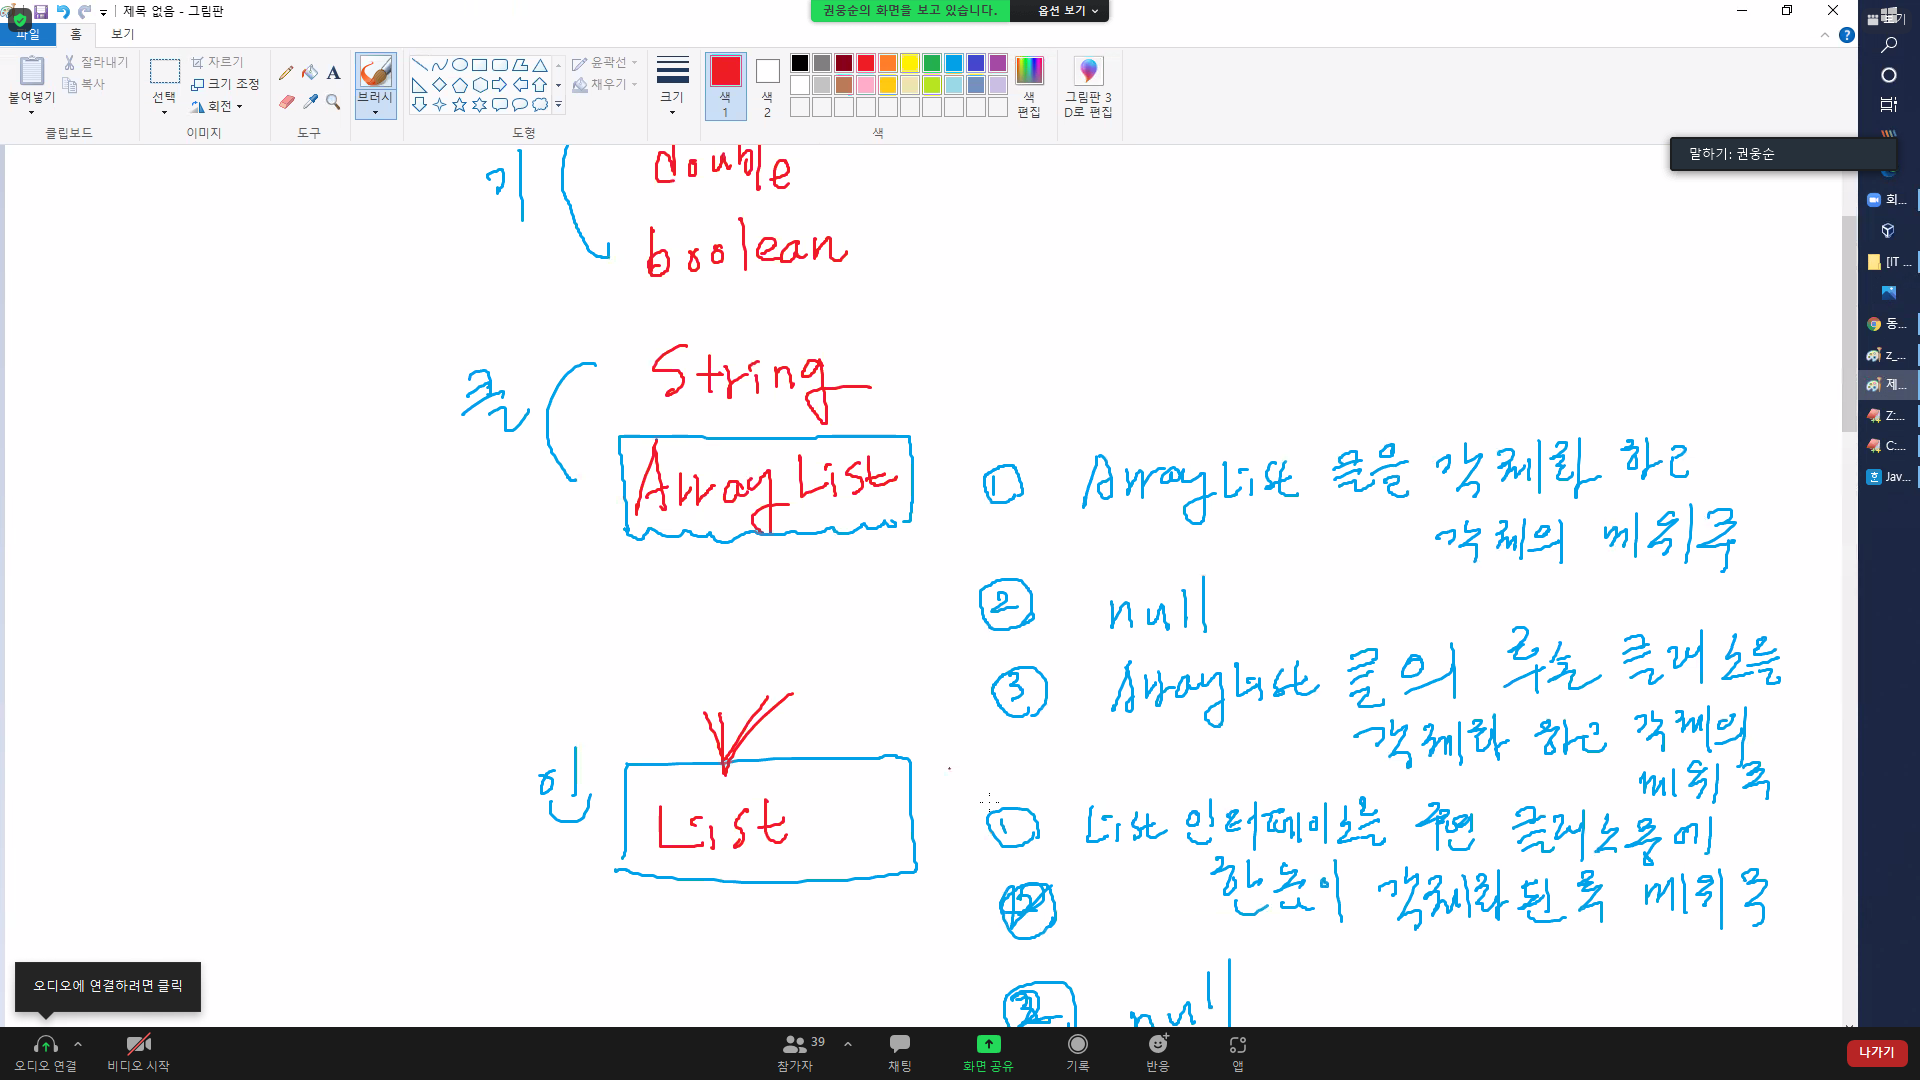 제목 없음 - 그림판
권웅순의 화면을 보고 있습니다.
옵션 보기
파일
홈
보기
붙여넣기
잘라내기
복사
클립보드
선택
자르기
크기 조정
회전
이미지
도구
브러시
윤곽선
채우기
도형
크기
색 1
색 2
색 편집
색
그림판 3D로 편집
말하기: 권웅순
회...
[IT ...
동...
z_...
제...
Z:...
C:...
Jav...
기
double
boolean
클
String
ArrayList
① ArrayList 클을 객체화 하고
객체의 메위주
② null
③ ArrayList 클의 후손 클래스를
객체화 하고 객체의
메위주
인
List
① List 인터페이스를 구현 클래스중에
한놈이 객체화된 메위주
null
오디오에 연결하려면 클릭
오디오 연결
비디오 시작
참가자
39
채팅
화면 공유
기록
반응
앱
나가기